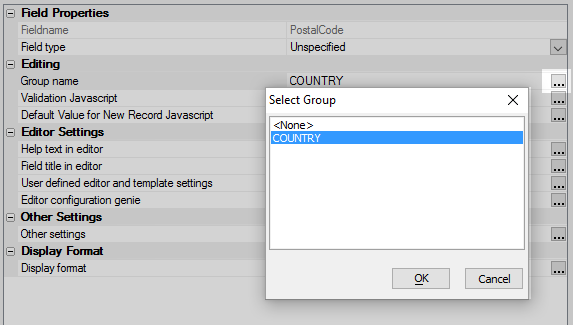 Field Properties
Fieldname PostalCode
Field type Unspecified
Editing
Group name COUNTRY ...
Validation Javascript ...
Default Value for New Record Javascript ...
Editor Settings
Help text in editor ...
Field title in editor ...
User defined editor and template settings ...
Editor configuration genie ...
Other Settings
Other settings ...
Display Format
Display format ...
Select Group
<None>
COUNTRY
OK Cancel